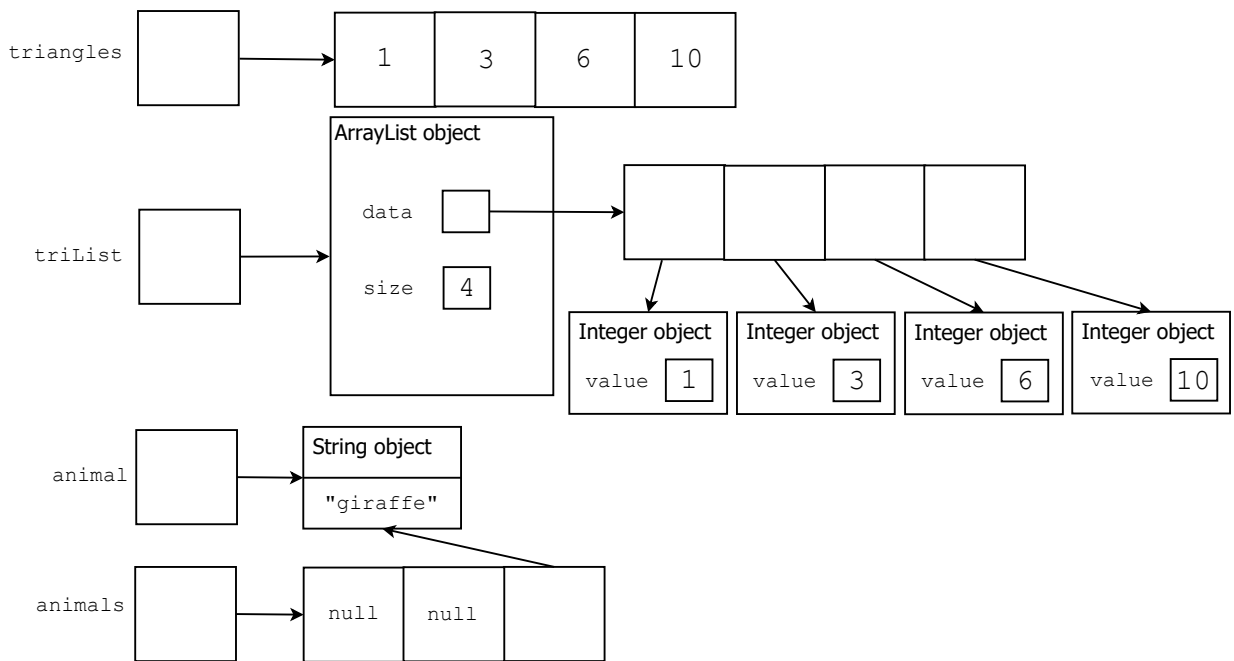 triangles 1 3 6 10
ArrayList object
data
triList
size 4
Integer object Integer object Integer object Integer object
value 1 value 3 value 6 value 10
String object
animal
"giraffe"
animals null null